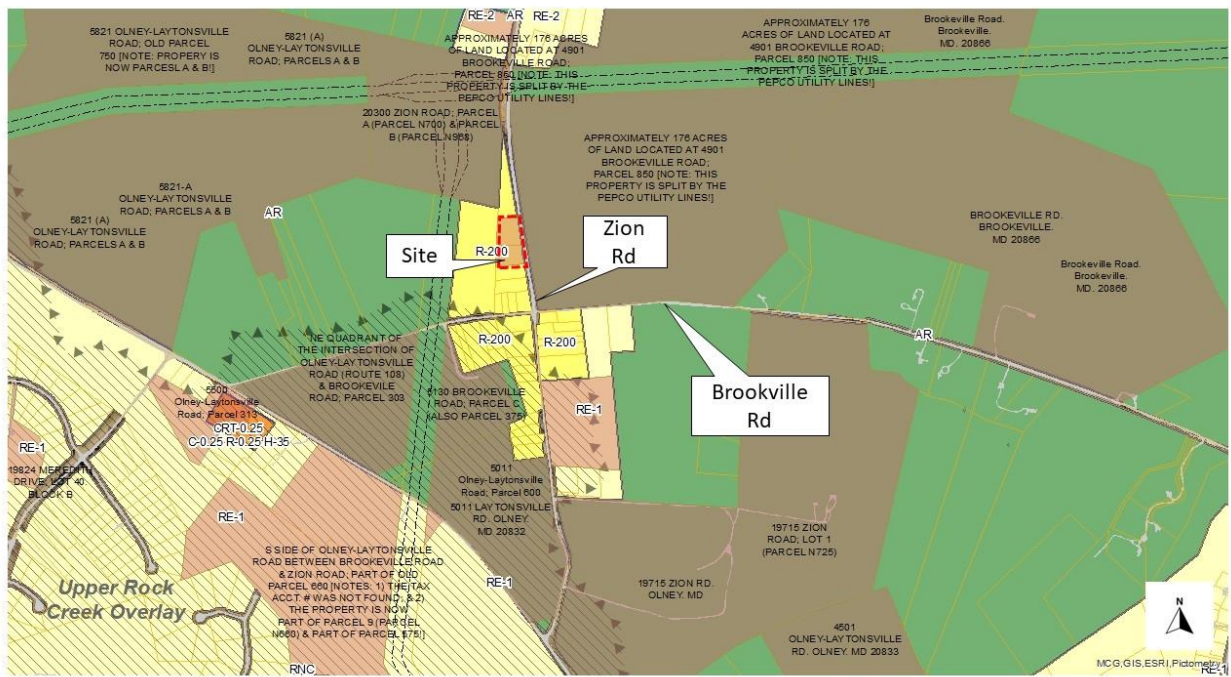 RE-2
AR
RE-2
5821 OLNEY-LAYTONSVILLE
ROAD; OLD PARCEL
750 [NOTE: PROPERY IS
NOW PARCELS A & B!]
5821 (A)
OLNEY-LAYTONSVILLE
ROAD; PARCELS A & B
APPROXIMATELY 176 ACRES
OF LAND LOCATED AT 4901
BROOKEVILLE ROAD;
PARCEL 850 [NOTE: THIS
PROPERTY IS SPLIT BY THE
PEPCO UTILITY LINES!]
APPROXIMATELY 176
ACRES OF LAND LOCATED AT
4901 BROOKEVILLE ROAD;
PARCEL 850 [NOTE: THIS
PROPERTY IS SPLIT BY THE
PEPCO UTILITY LINES!]
Brookeville Road.
Brookeville.
MD. 20866
20300 ZION ROAD; PARCEL
A (PARCEL N700) & PARCEL
B (PARCEL N968)
APPROXIMATELY 176 ACRES
OF LAND LOCATED AT 4901
BROOKEVILLE ROAD;
PARCEL 850 [NOTE: THIS
PROPERTY IS SPLIT BY THE
PEPCO UTILITY LINES!]
5821-A
OLNEY-LAYTONSVILLE
ROAD; PARCELS A & B
AR
5821 (A)
OLNEY-LAYTONSVILLE
ROAD; PARCELS A & B
BROOKEVILLE RD.
BROOKEVILLE.
MD 20866
Brookeville Road.
Brookeville.
MD. 20866
Site
R-200
Zion
Rd
NE QUADRANT OF
THE INTERSECTION OF
OLNEY-LAYTONSVILLE
ROAD (ROUTE 108)
& BROOKEVILE
ROAD; PARCEL 303
R-200
R-200
AR
5130 BROOKEVILLE
ROAD; PARCEL C
(ALSO PARCEL 375)
RE-1
Brookville
Rd
5500
Olney-Laytonsville
Road; Parcel 313
CRT-0.25
C-0.25 R-0.25 H-35
RE-1
19824 MEREDITH
DRIVE; LOT 40.
BLOCK B
5011
Olney-Laytonsville
Road; Parcel 600
5011 LAYTONSVILLE
RD. OLNEY.
MD 20832
RE-1
19715 ZION
ROAD; LOT 1
(PARCEL N725)
S SIDE OF OLNEY-LAYTONSVILLE
ROAD BETWEEN BROOKEVILLE ROAD
& ZION ROAD; PART OF OLD
PARCEL 660 [NOTES: 1) THE TAX
ACCT. # WAS NOT FOUND; & 2)
THE PROPERTY IS NOW
PART OF PARCEL 9 (PARCEL
N660) & PART OF PARCEL 575!]
RE-1
19715 ZION RD.
OLNEY. MD
Upper Rock
Creek Overlay
4501
OLNEY-LAYTONSVILLE
RD. OLNEY. MD 20833
N
RNC
MCG,GIS,ESRI,Pictometry
RE-1